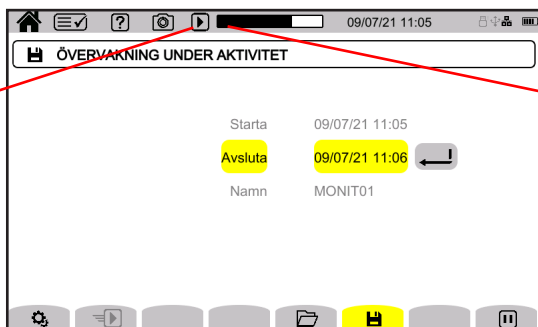 09/07/21 11:05
ÖVERVAKNING UNDER AKTIVITET
Starta 09/07/21 11:05
Avsluta 09/07/21 11:06
Namn MONIT01